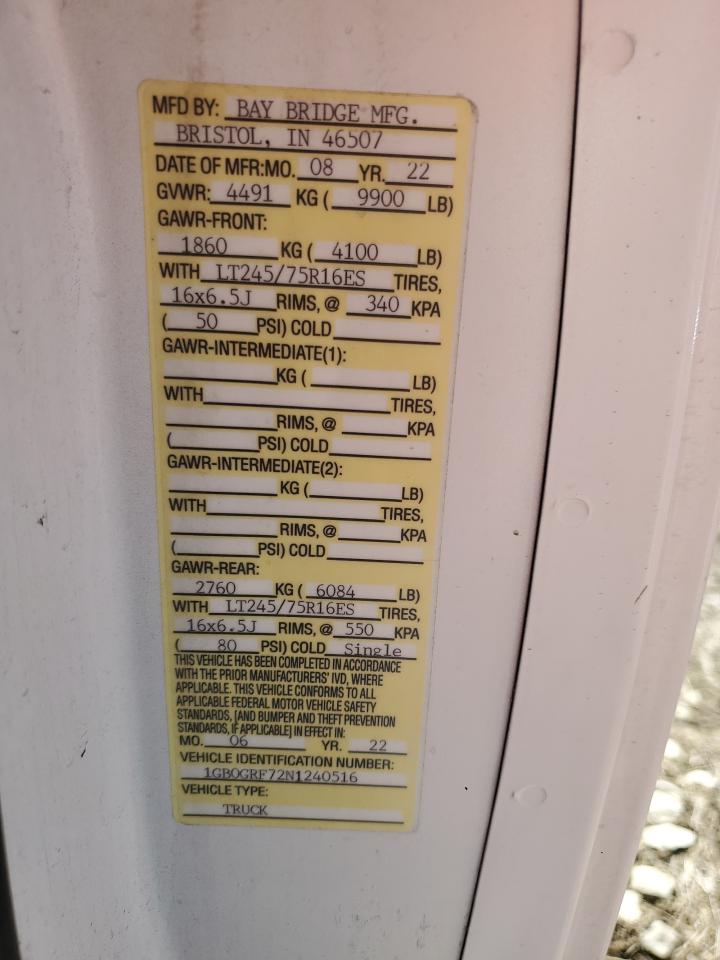 MFD BY: BAY BRIDGE MFG.
BRISTOL, IN 46507
DATE OF MFR:MO. 08 YR. 22
GVWR: 4491 KG ( 9900 LB)
GAWR-FRONT:
1860 KG ( 4100 LB)
WITH LT245/75R16ES TIRES,
16x6.5J RIMS, @ 340 KPA
( 50 PSI) COLD
GAWR-INTERMEDIATE(1):
KG ( LB)
WITH TIRES,
RIMS, @ KPA
( PSI) COLD
GAWR-INTERMEDIATE(2):
KG ( LB)
WITH TIRES,
RIMS, @ KPA
( PSI) COLD
GAWR-REAR:
2760 KG ( 6084 LB)
WITH LT245/75R16ES TIRES,
16x6.5J RIMS, @ 550 KPA
( 80 PSI) COLD Single
THIS VEHICLE HAS BEEN COMPLETED IN ACCORDANCE
WITH THE PRIOR MANUFACTURERS' IVD, WHERE
APPLICABLE. THIS VEHICLE CONFORMS TO ALL
APPLICABLE FEDERAL MOTOR VEHICLE SAFETY
STANDARDS, [AND BUMPER AND THEFT PREVENTION
STANDARDS, IF APPLICABLE] IN EFFECT IN:
MO. 06 YR. 22
VEHICLE IDENTIFICATION NUMBER:
1GB0GRF72N1240516
VEHICLE TYPE:
TRUCK